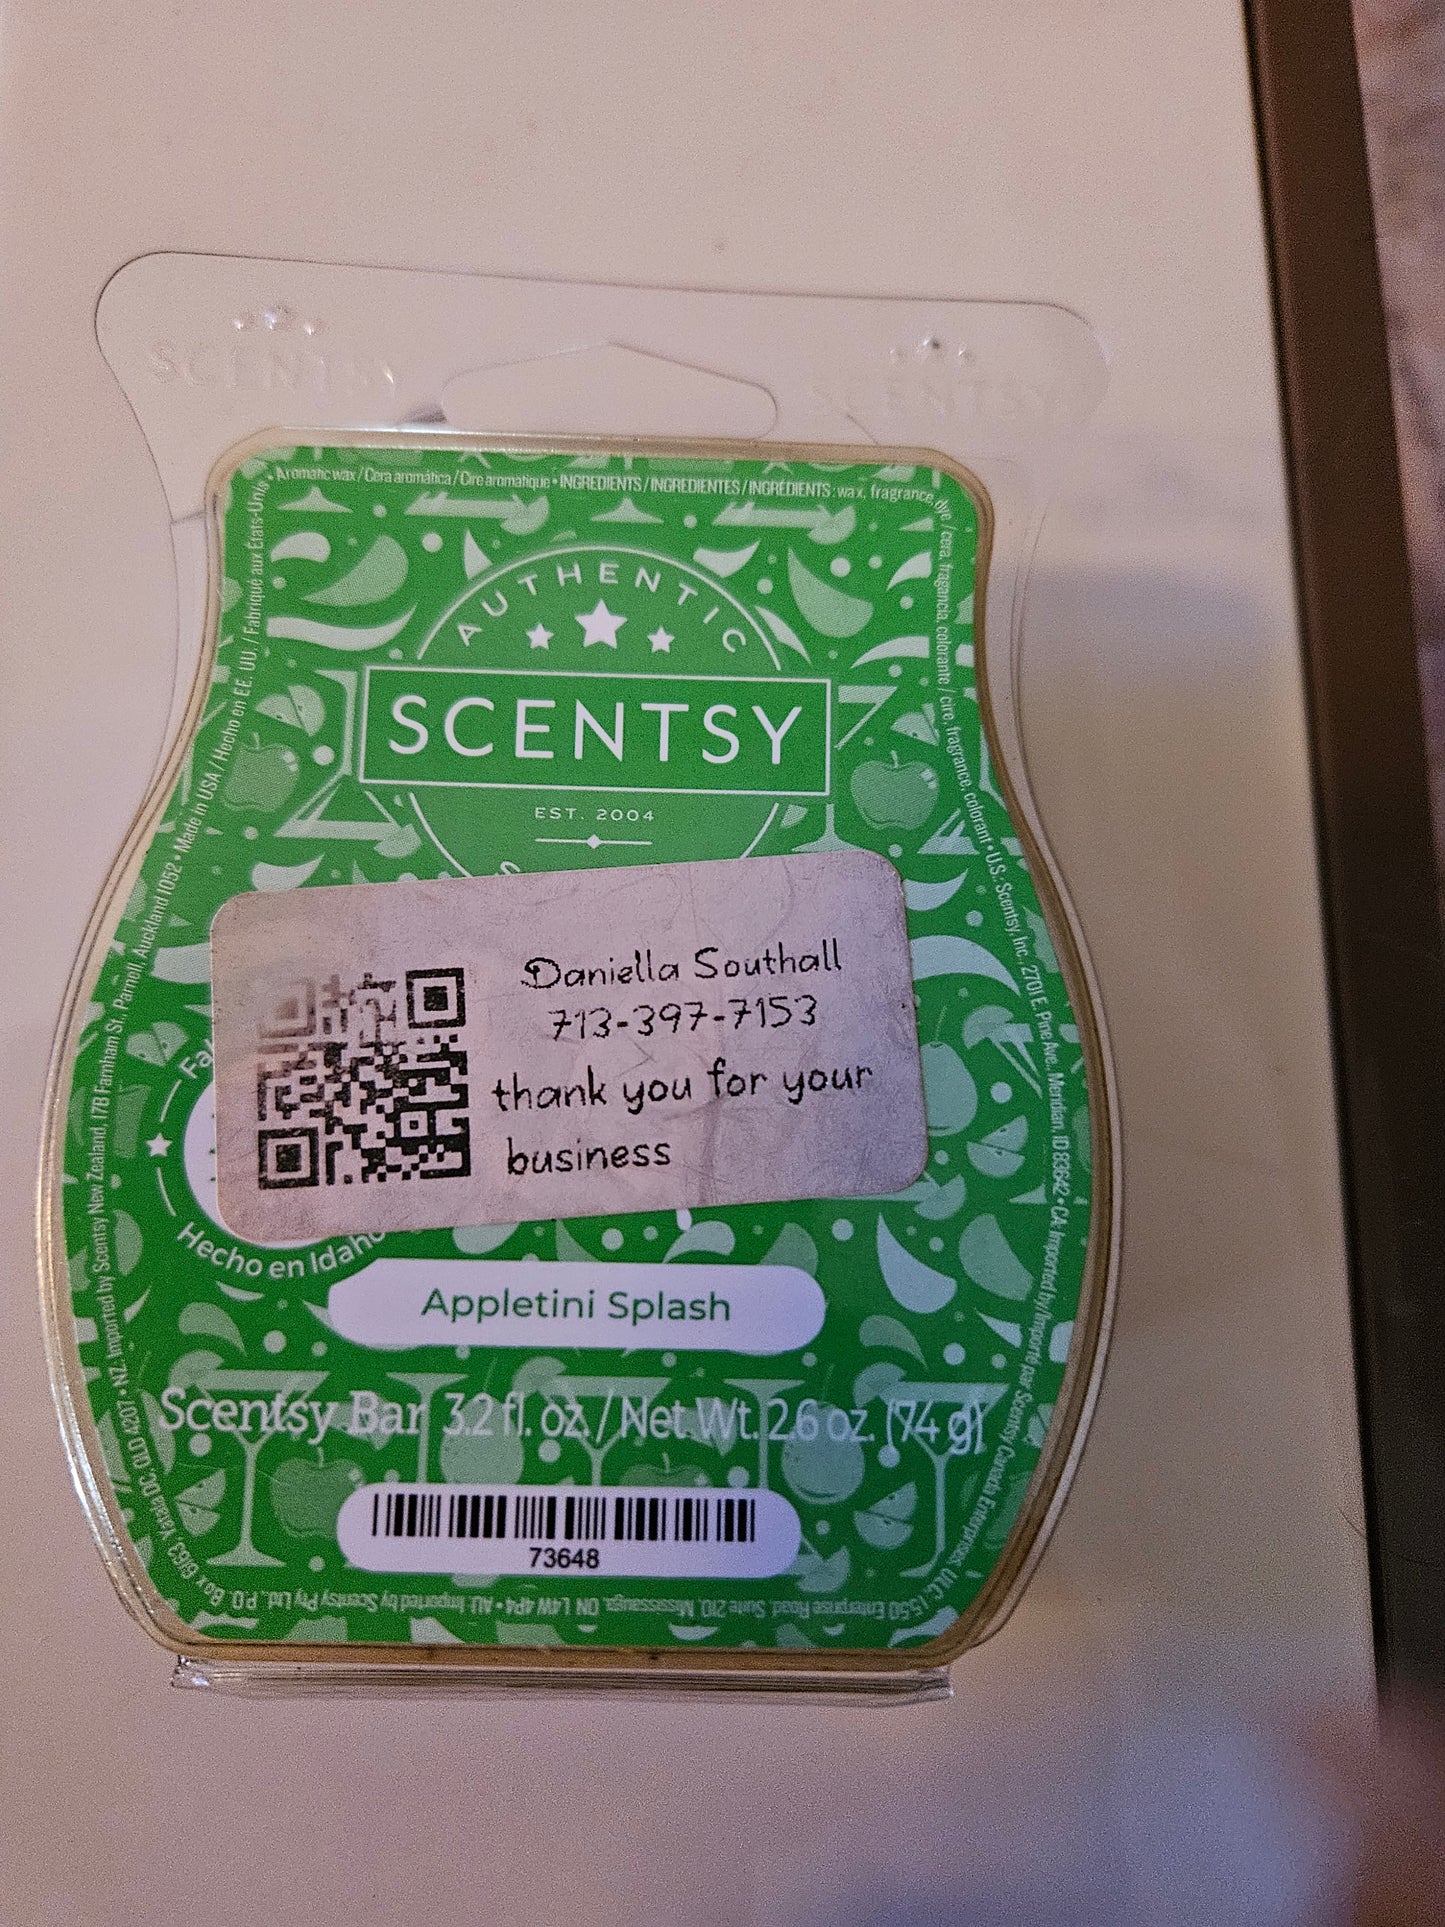 SCENTSY
SCENTSY
Aromatic wax / Cera aromática / Cire aromatique • INGREDIENTS / INGREDIENTES / INGRÉDIENTS : wax, fragrance, dye / cera, fragancia, colorante / cire, fragrance, colorant • U.S.: Scentsy, Inc., 2701 E. Pine Ave. Meridian, ID 83642 • CA: Imported by/Importé par Scentsy Canada Enterprises, ULC, 1550 Enterprise Road, Suite 210, Mississauga, ON L4W 4P4 • AU: Imported by Scentsy Pty Ltd., P.O. Box 6163, Yatala DC, QLD 4207 • NZ: Imported by Scentsy New Zealand, 17B Farnham St, Parnell, Auckland 1052 • Made in USA / Hecho en EE. UU. / Fabriqué aux États-Unis •
AUTHENTIC
SCENTSY
EST. 2004
Daniella Southall
713-397-7153
thank you for your
business
Hecho en Idaho
Appletini Splash
Scentsy Bar 3.2 fl. oz. / Net Wt. 2.6 oz. (74 g)
73648